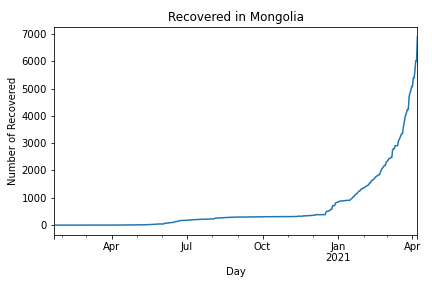 Recovered in Mongolia
7000
6000
5000
4000
3000
2000
1000
0
Number of Recovered
Apr
Jul
Oct
Jan
2021
Apr
Day